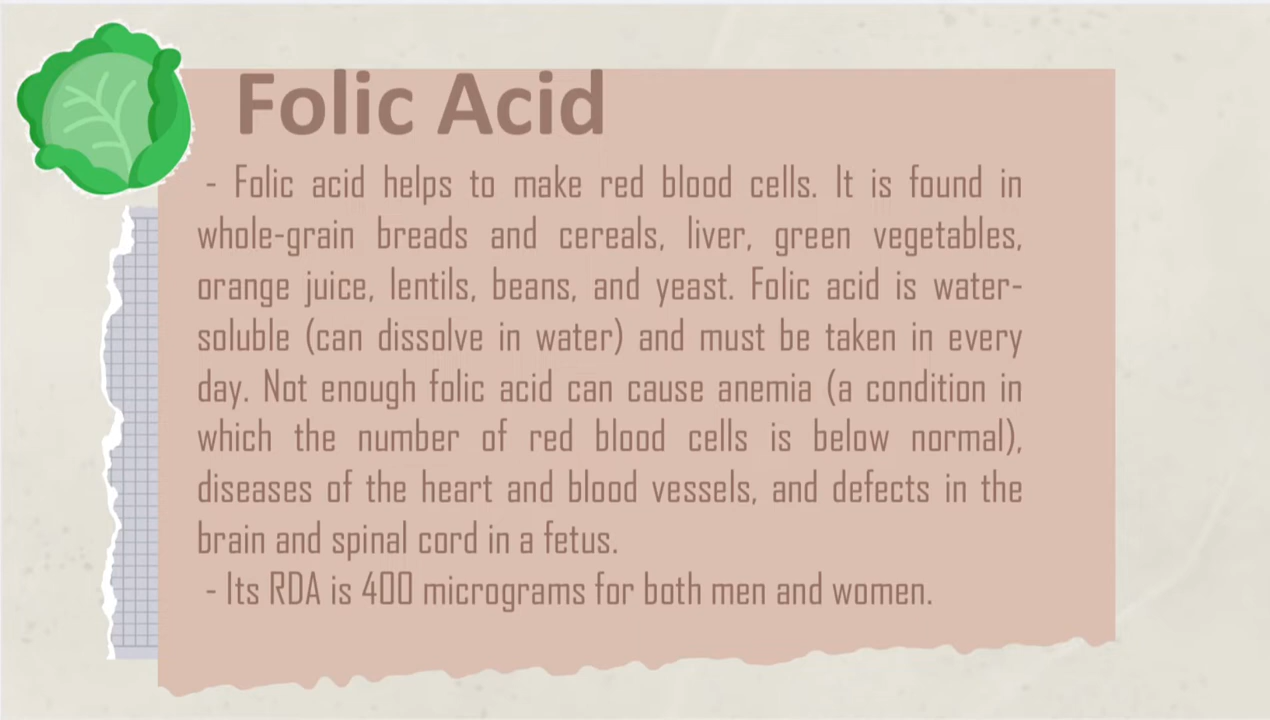 Folic Acid
- Folic acid helps to make red blood cells. It is found in
whole-grain breads and cereals, liver, green vegetables,
orange juice, lentils, beans, and yeast. Folic acid is water-
soluble (can dissolve in water) and must be taken in every
day. Not enough folic acid can cause anemia (a condition in
which the number of red blood cells is below normal),
diseases of the heart and blood vessels, and defects in the
brain and spinal cord in a fetus.
- Its RDA is 400 micrograms for both men and women.